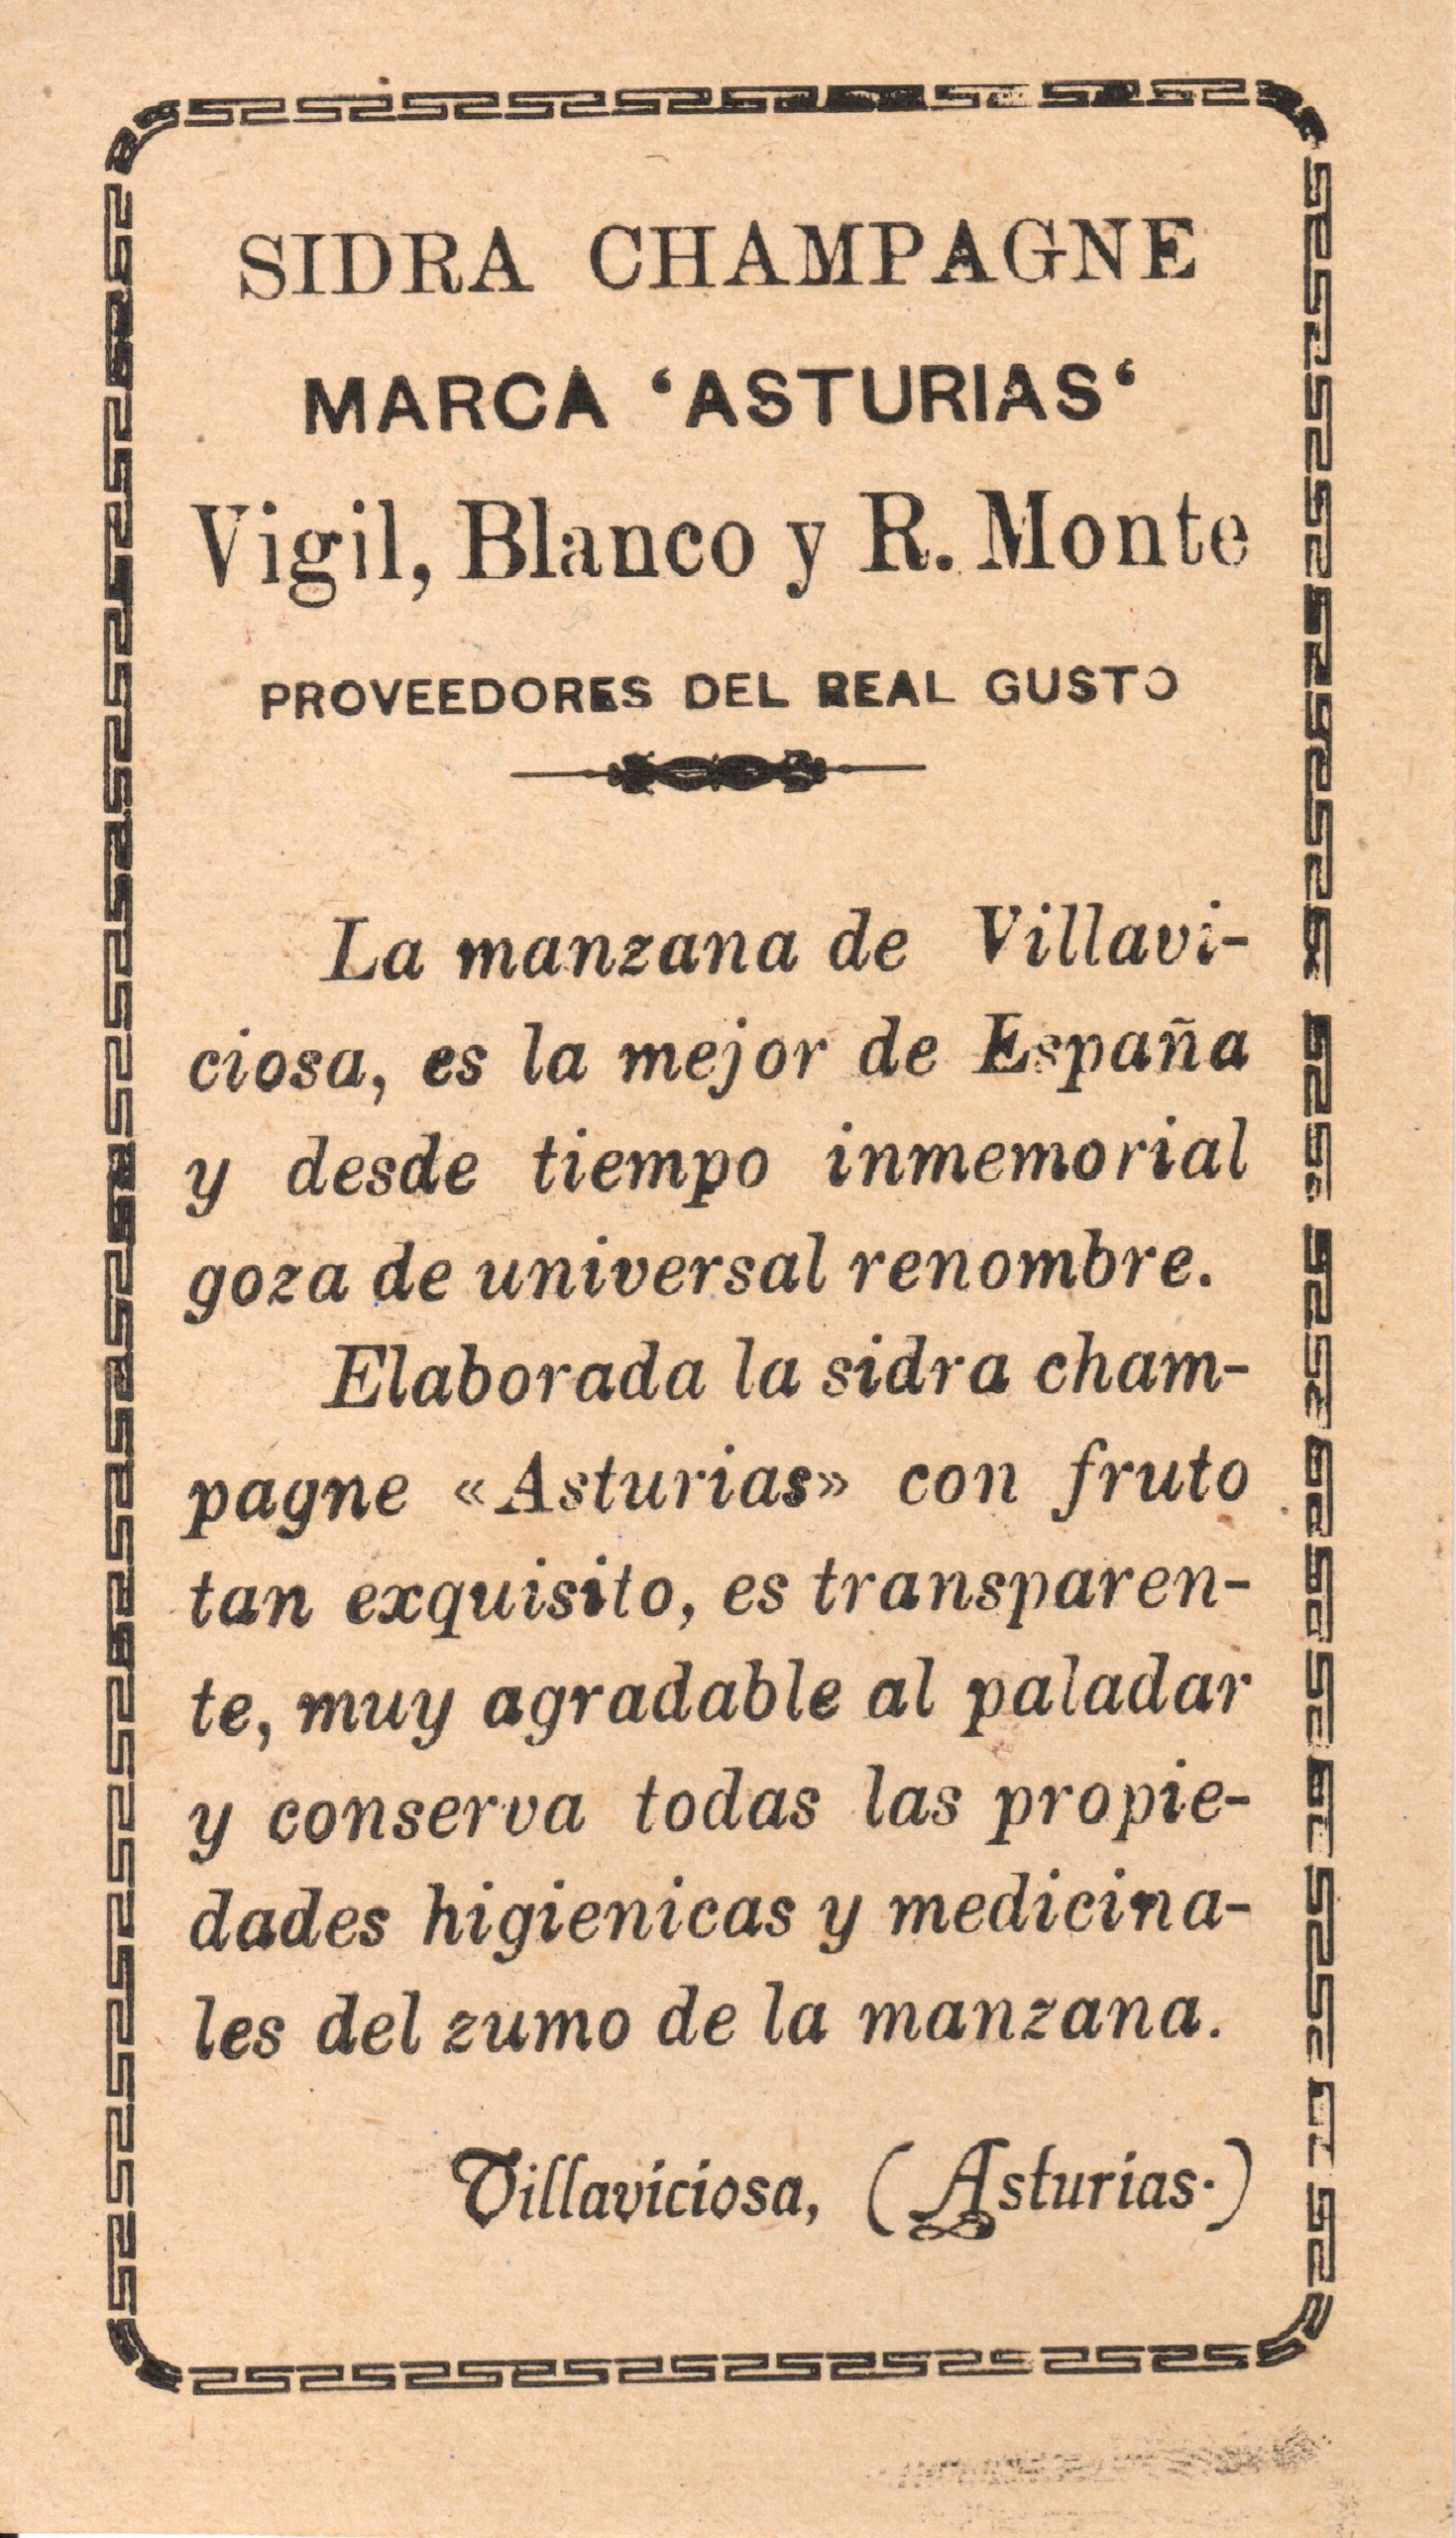 SIDRA CHAMPAGNE
MARCA ‘ASTURIAS‘
Vigil, Blanco y R. Monte
PROVEEDORES DEL REAL GUSTO
La manzana de Villavi-
ciosa, es la mejor de España
y desde tiempo inmemorial
goza de universal renombre.
Elaborada la sidra cham-
pagne «Asturias» con fruto
tan exquisito, es transparen-
te, muy agradable al paladar
y conserva todas las propie-
dades higienicas y medicina-
les del zumo de la manzana.
Villaviciosa, (Asturias.)